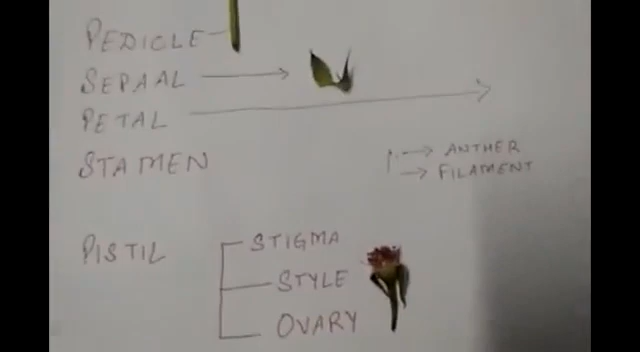 PEDICLE
SEPAAL
PETAL
STAMEN
ANTHER
FILAMENT
PISTIL
STIGMA
STYLE
OVARY